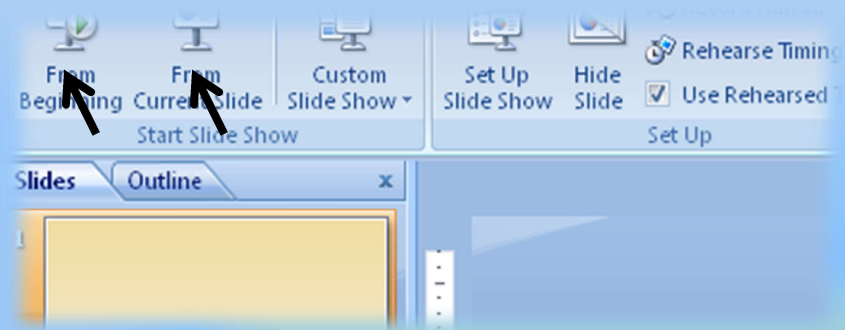 From
Beginning
From
Current Slide
Custom
Slide Show
Set Up
Slide Show
Hide
Slide
Rehearse Timing
Use Rehearsed
Start Slide Show
Set Up
Slides
Outline
x
1